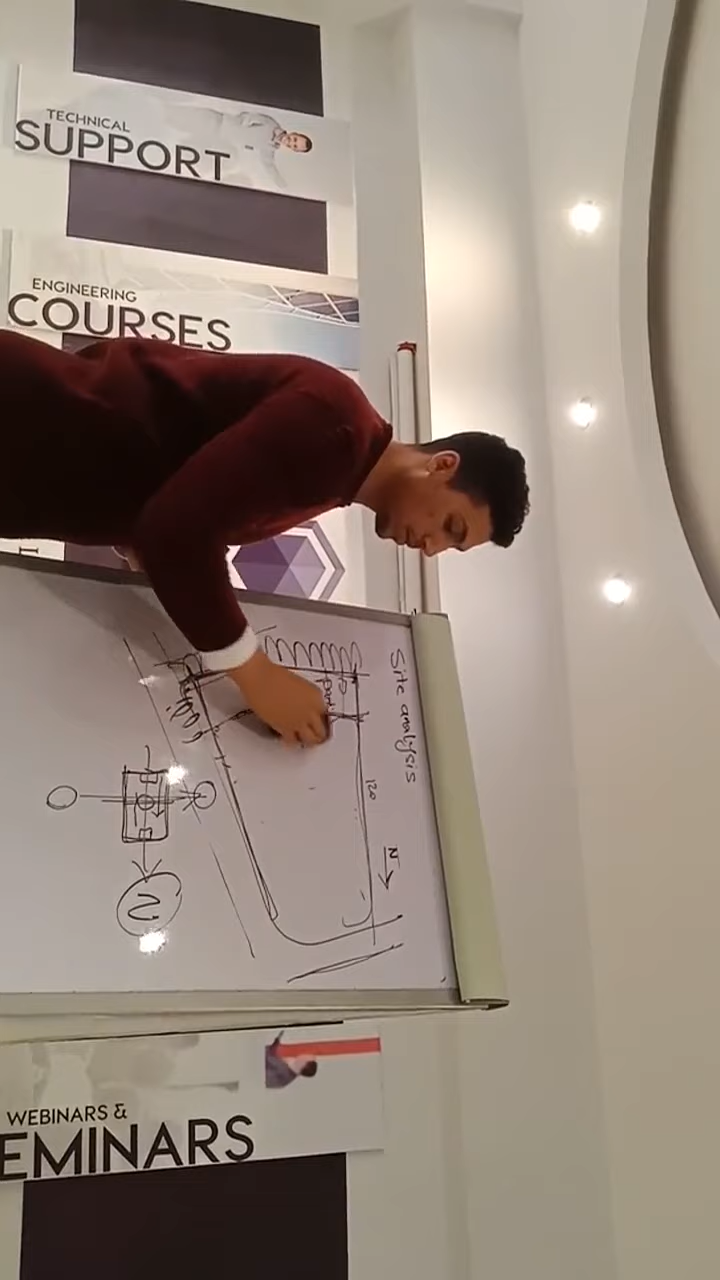 TECHNICAL
SUPPORT
ENGINEERING
COURSES
Site analysis
N
120
N
WEBINARS &
EMINARS